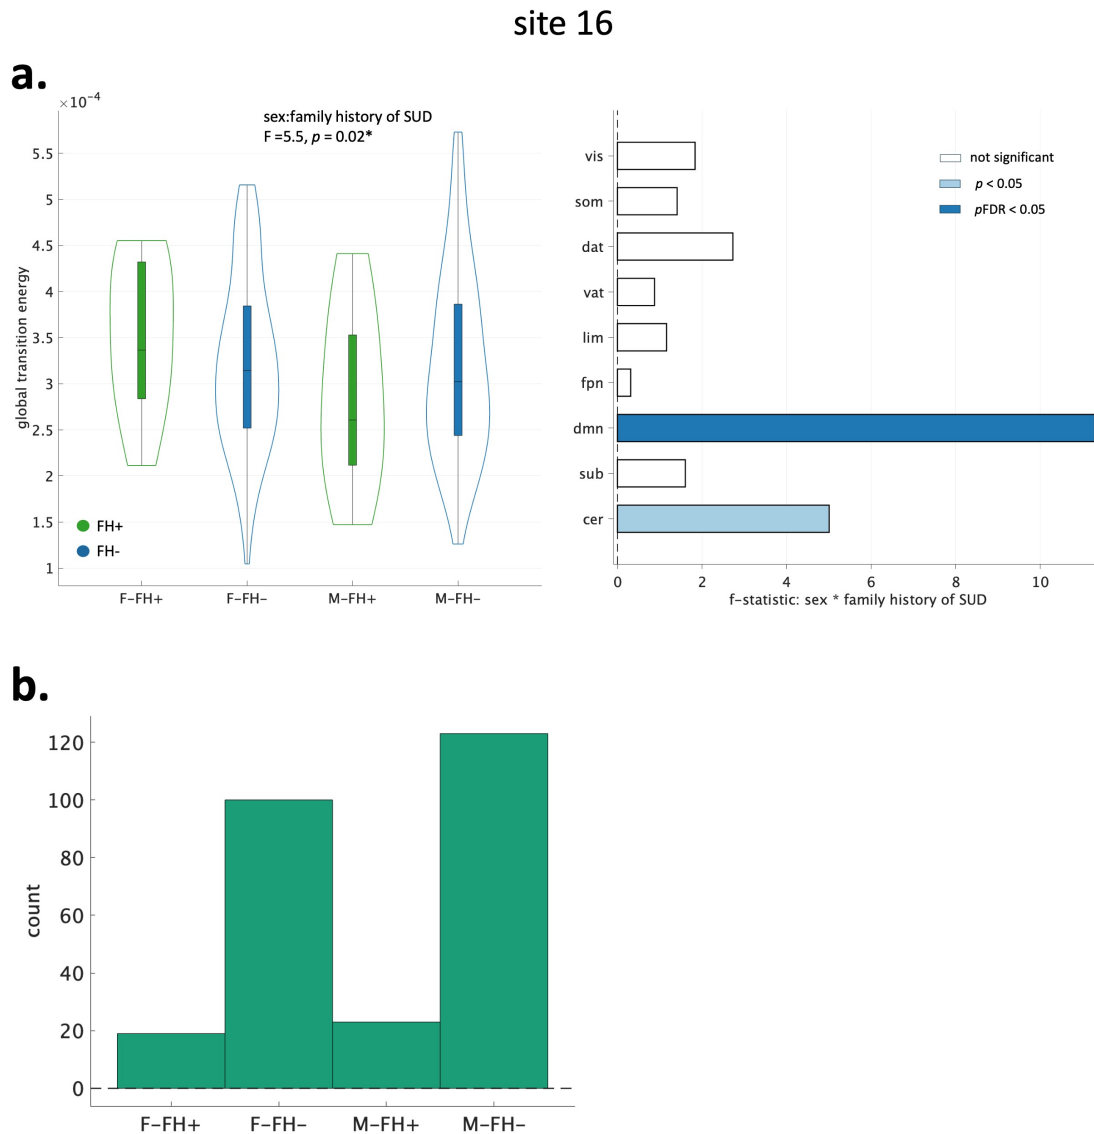 site 16
a.
×10⁻⁴
sex:family history of SUD
F =5.5, p = 0.02*
5.5
5
4.5
4
3.5
3
2.5
2
1.5
1
global transition energy
FH+
FH-
F-FH+ F-FH- M-FH+ M-FH-
vis
som
dat
vat
lim
fpn
dmn
sub
cer
not significant
p < 0.05
pFDR < 0.05
0 2 4 6 8 10
f-statistic: sex * family history of SUD
b.
120
100
80
60
40
20
0
count
F-FH+ F-FH- M-FH+ M-FH-